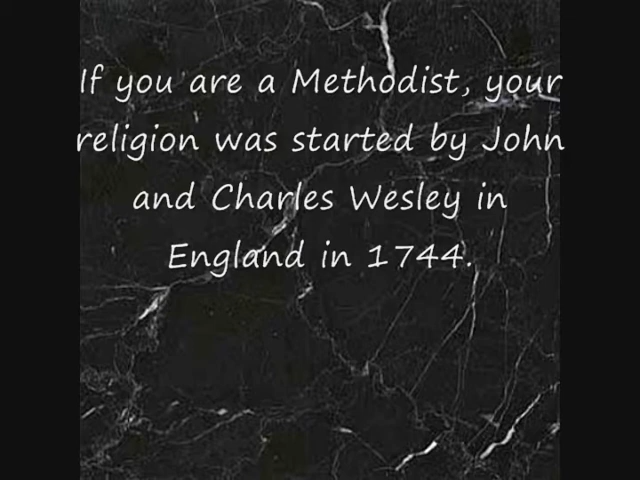 If you are a Methodist, your
religion was started by John
and Charles Wesley in
England in 1744.